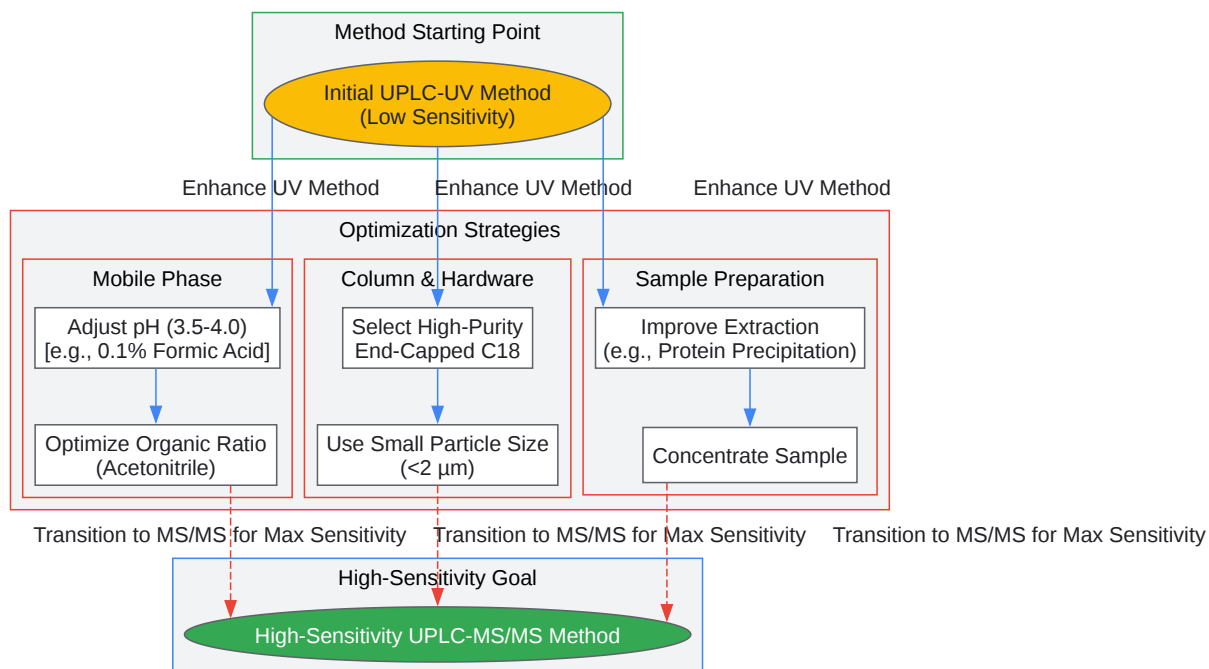 Method Starting Point
Initial UPLC-UV Method
(Low Sensitivity)
Enhance UV Method
Enhance UV Method
Enhance UV Method
Optimization Strategies
Mobile Phase
Adjust pH (3.5-4.0)
[e.g., 0.1% Formic Acid]
Optimize Organic Ratio
(Acetonitrile)
Column & Hardware
Select High-Purity
End-Capped C18
Use Small Particle Size
(<2 µm)
Sample Preparation
Improve Extraction
(e.g., Protein Precipitation)
Concentrate Sample
Transition to MS/MS for Max Sensitivity
Transition to MS/MS for Max Sensitivity
Transition to MS/MS for Max Sensitivity
High-Sensitivity Goal
High-Sensitivity UPLC-MS/MS Method